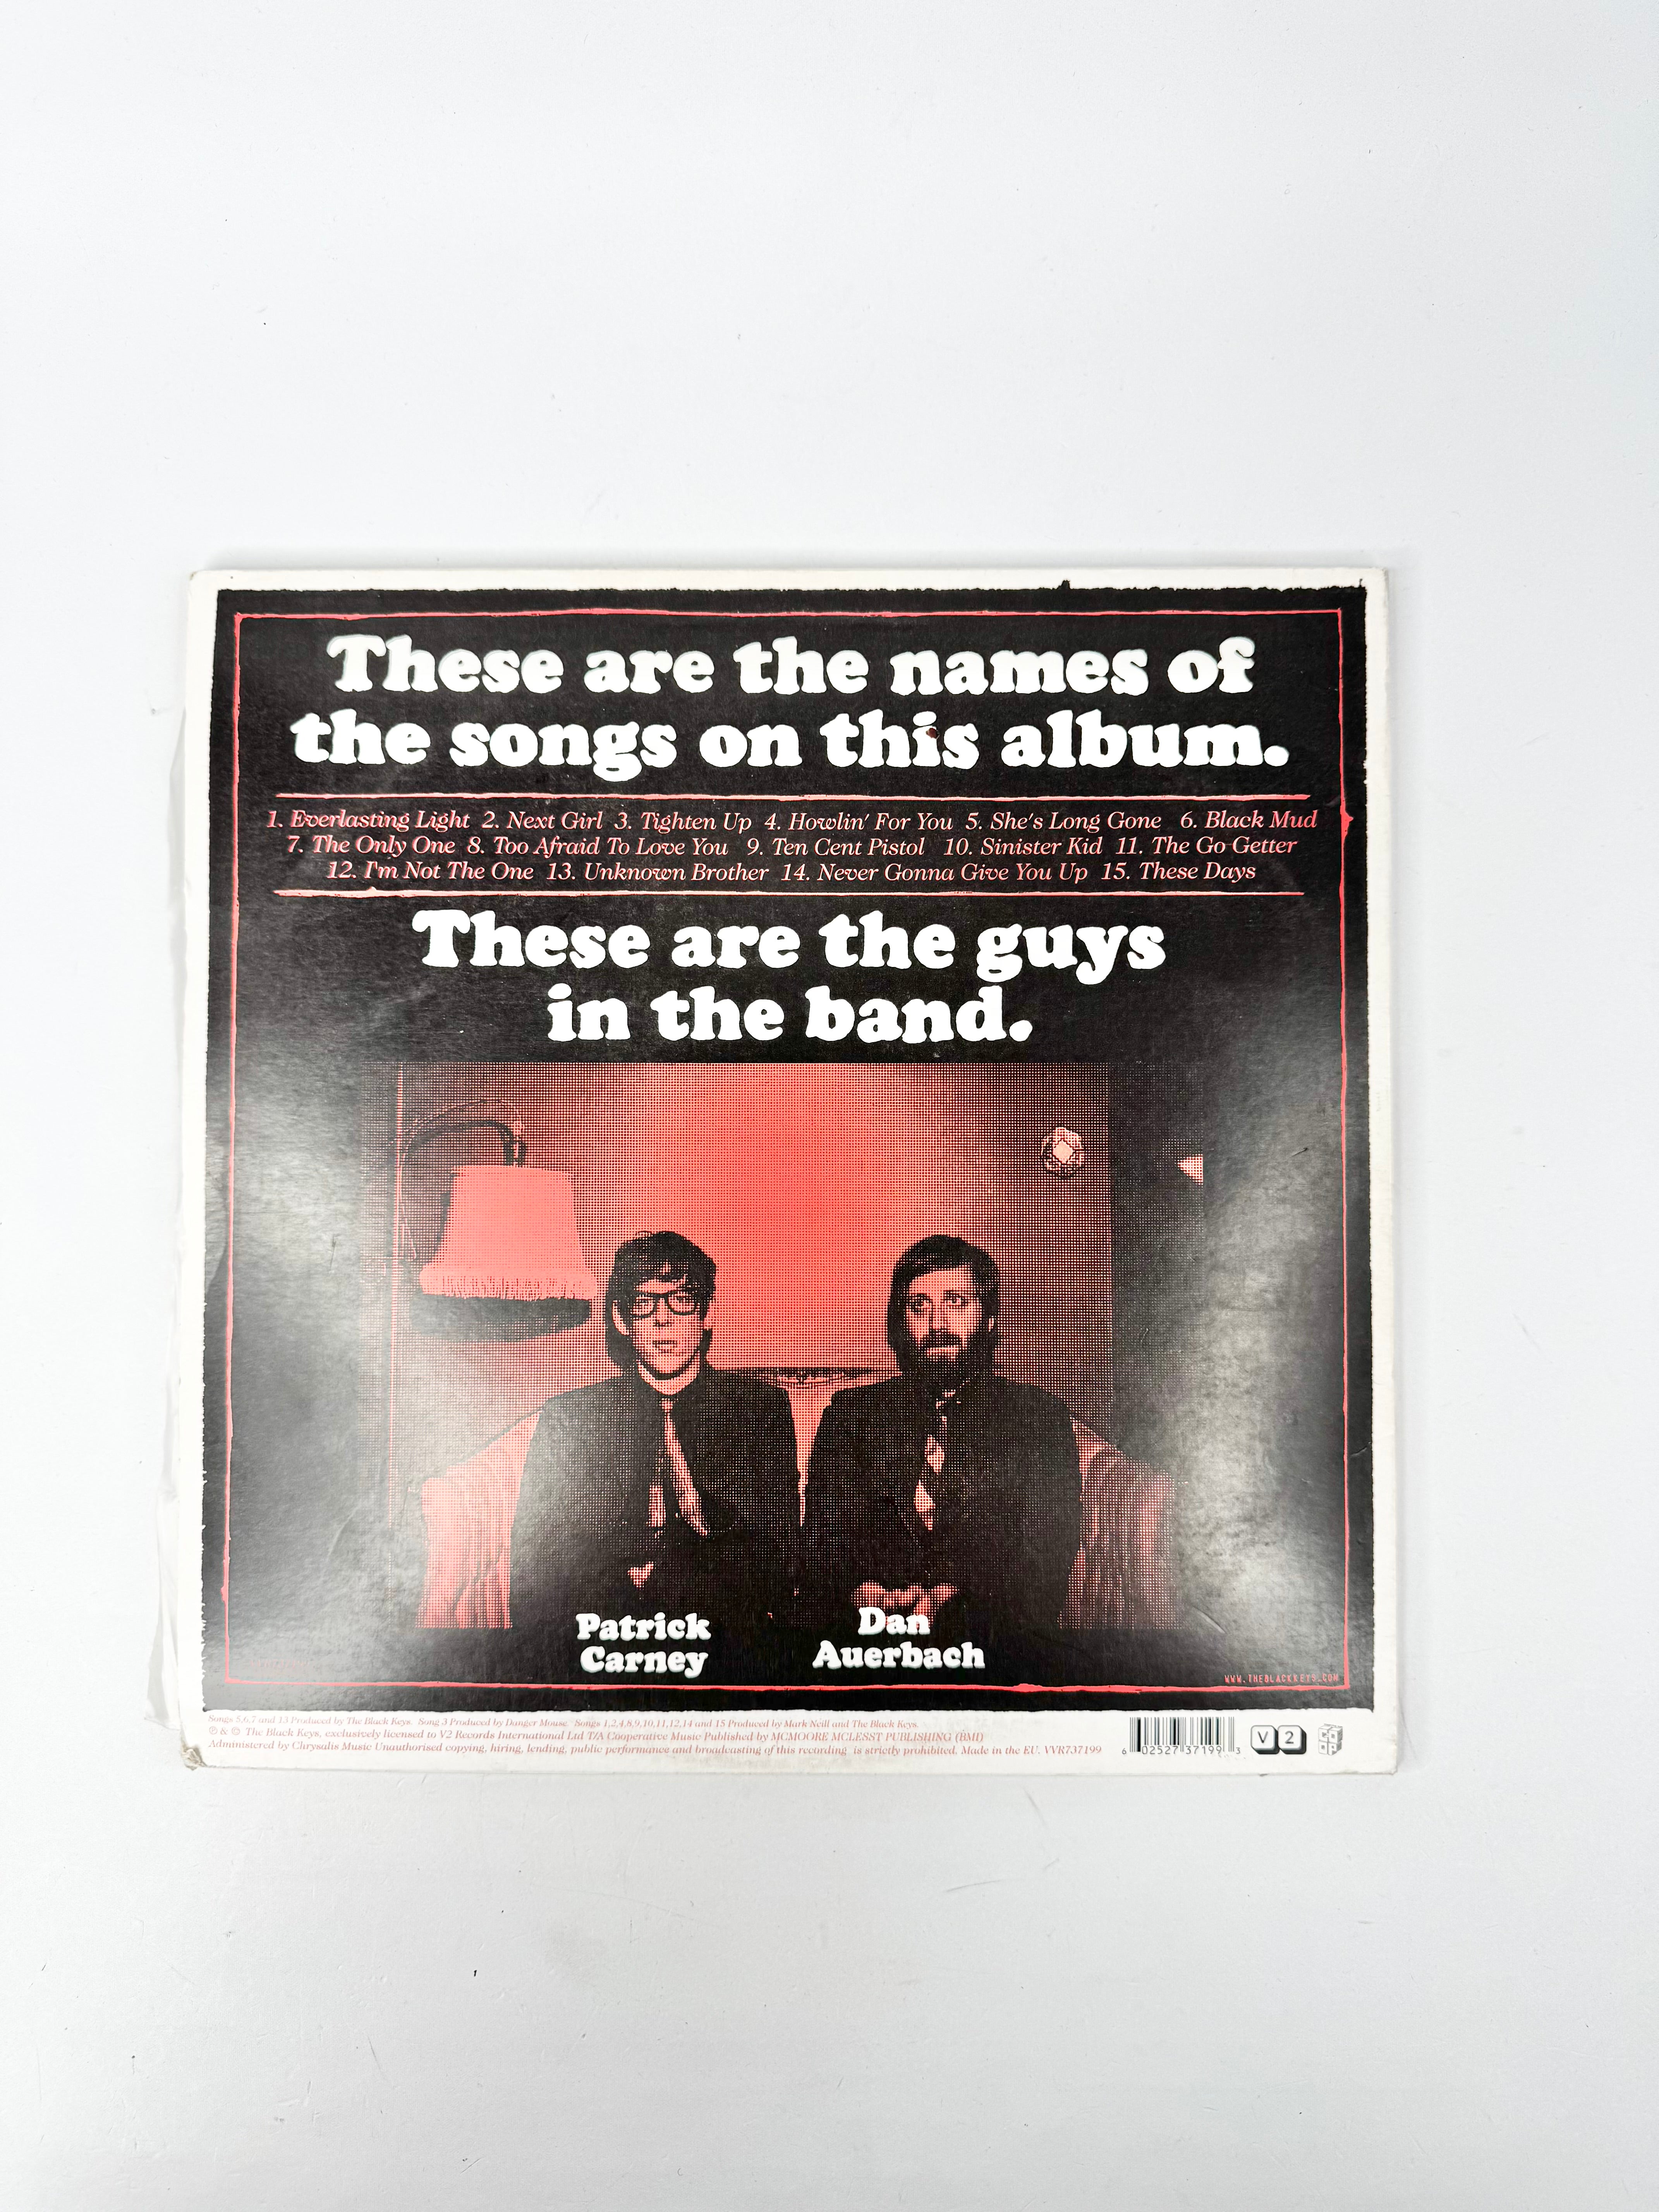 These are the names of
the songs on this album.
1. Everlasting Light 2. Next Girl 3. Tighten Up 4. Howlin' For You 5. She's Long Gone 6. Black Mud
7. The Only One 8. Too Afraid To Love You 9. Ten Cent Pistol 10. Sinister Kid 11. The Go Getter
12. I'm Not The One 13. Unknown Brother 14. Never Gonna Give You Up 15. These Days
These are the guys
in the band.
Patrick
Carney
Dan
Auerbach
WWW.THEBLACKKEYS.COM
Songs 5,6,7 and 13 Produced by The Black Keys. Song 3 Produced by Danger Mouse. Songs 1,2,4,8,9,10,11,12,14 and 15 Produced by Mark Neill and The Black Keys.
℗ & © The Black Keys, exclusively licensed to V2 Records International Ltd T/A Cooperative Music Published by MCMOORE MCLESST PUBLISHING (BMI)
Administered by Chrysalis Music Unauthorised copying, hiring, lending, public performance and broadcasting of this recording is strictly prohibited. Made in the EU. VVR737199
6 02527 37199 3
V2